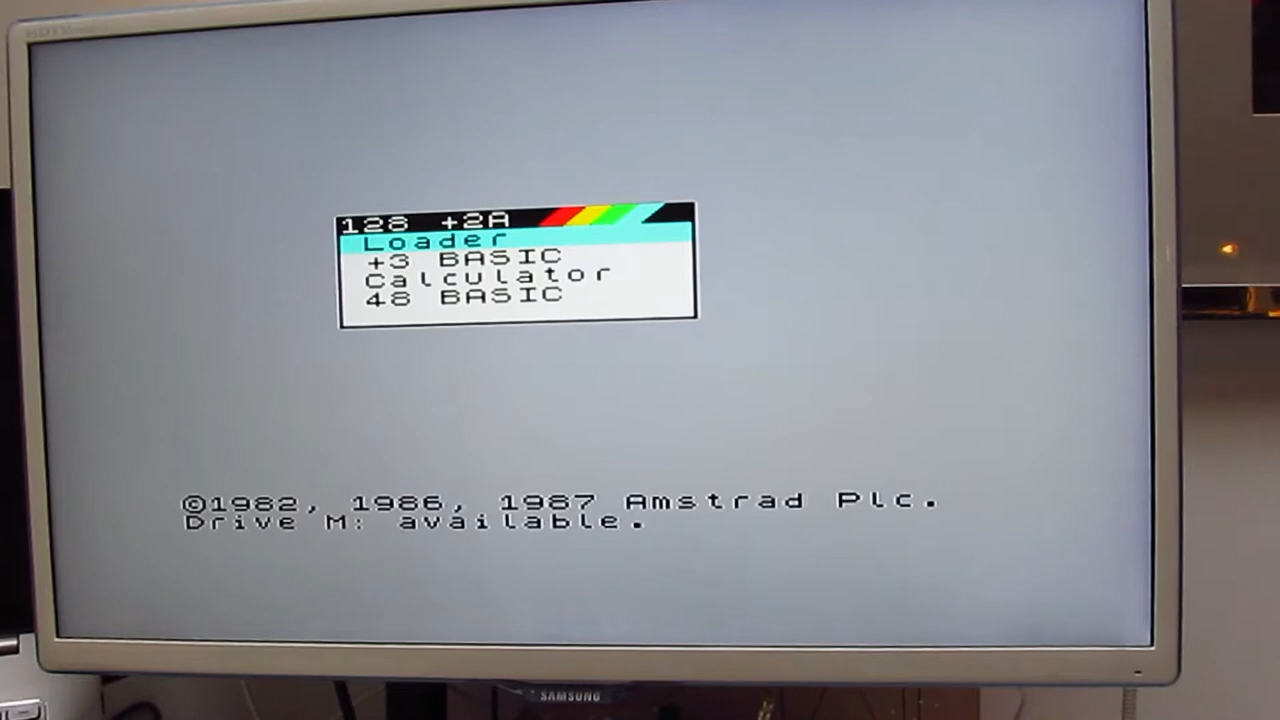 128 +2A
Loader
+3 BASIC
Calculator
48 BASIC
©1982, 1986, 1987 Amstrad Plc.
Drive M: available.
SAMSUNG